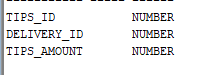 TIPS_ID NUMBER
DELIVERY_ID NUMBER
TIPS_AMOUNT NUMBER